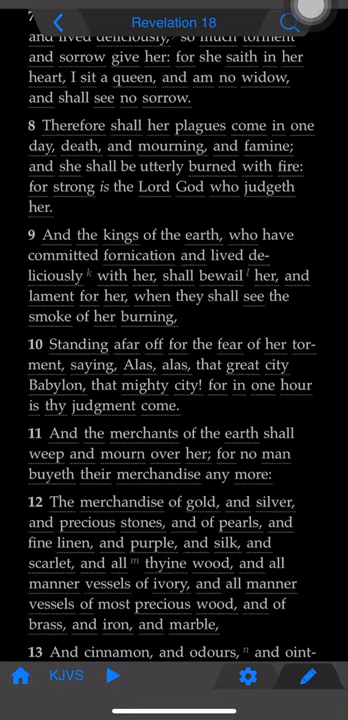 Revelation 18
7
and lived deliciously, so much torment
and sorrow give her: for she saith in her
heart, I sit a queen, and am no widow,
and shall see no sorrow.
8 Therefore shall her plagues come in one
day, death, and mourning, and famine;
and she shall be utterly burned with fire:
for strong is the Lord God who judgeth
her.
9 And the kings of the earth, who have
committed fornication and lived de-
liciously k with her, shall bewail l her, and
lament for her, when they shall see the
smoke of her burning,
10 Standing afar off for the fear of her tor-
ment, saying, Alas, alas, that great city
Babylon, that mighty city! for in one hour
is thy judgment come.
11 And the merchants of the earth shall
weep and mourn over her; for no man
buyeth their merchandise any more:
12 The merchandise of gold, and silver,
and precious stones, and of pearls, and
fine linen, and purple, and silk, and
scarlet, and all m thyine wood, and all
manner vessels of ivory, and all manner
vessels of most precious wood, and of
brass, and iron, and marble,
13 And cinnamon, and odours, n and oint-
KJVS